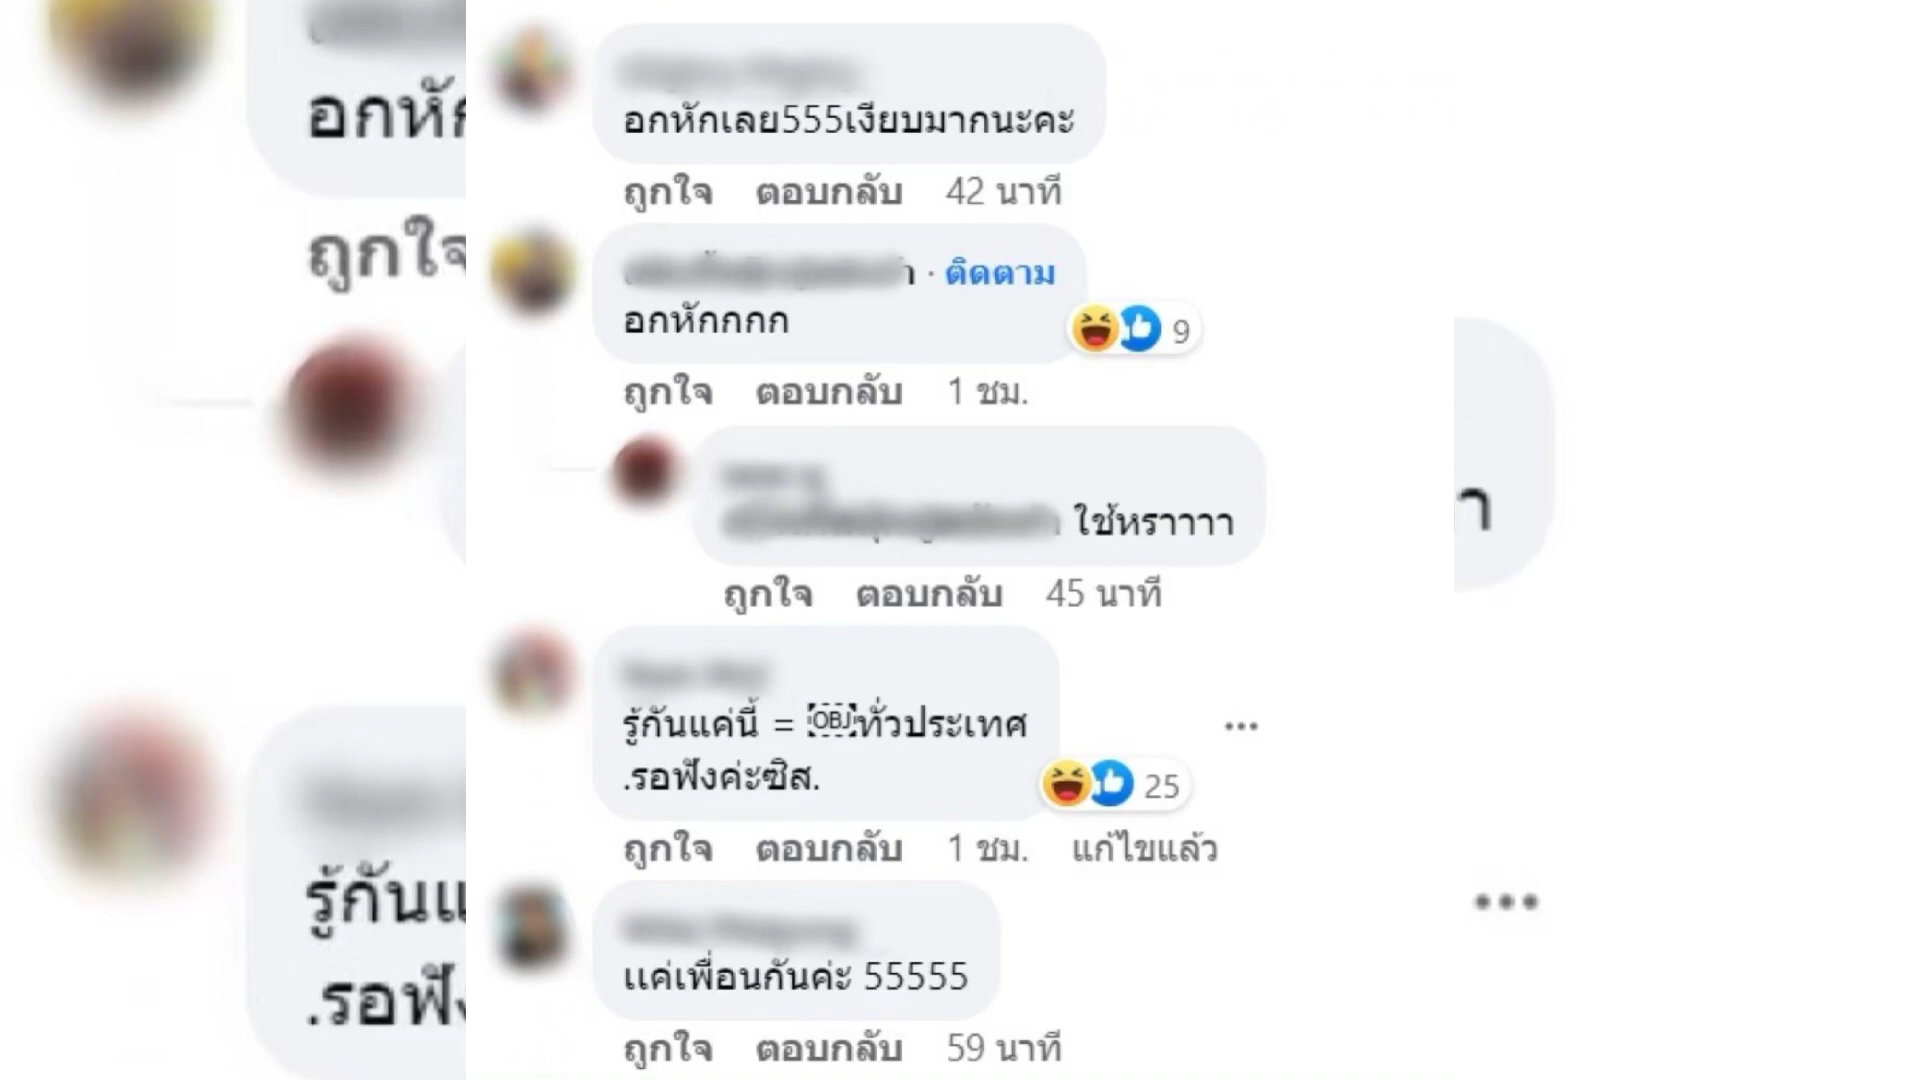 อกหักเลย555เงียบมากนะคะ
ถูกใจ ตอบกลับ 42 นาที
· ติดตาม
อกหักกกก
9
ถูกใจ ตอบกลับ 1 ชม.
ใช้หราาาา
ถูกใจ ตอบกลับ 45 นาที
รู้กันแค่นี้ = OBJทั่วประเทศ
.รอฟังค่ะซิส.
25
ถูกใจ ตอบกลับ 1 ชม. แก้ไขแล้ว
แค่เพื่อนกันค่ะ 55555
ถูกใจ ตอบกลับ 59 นาที